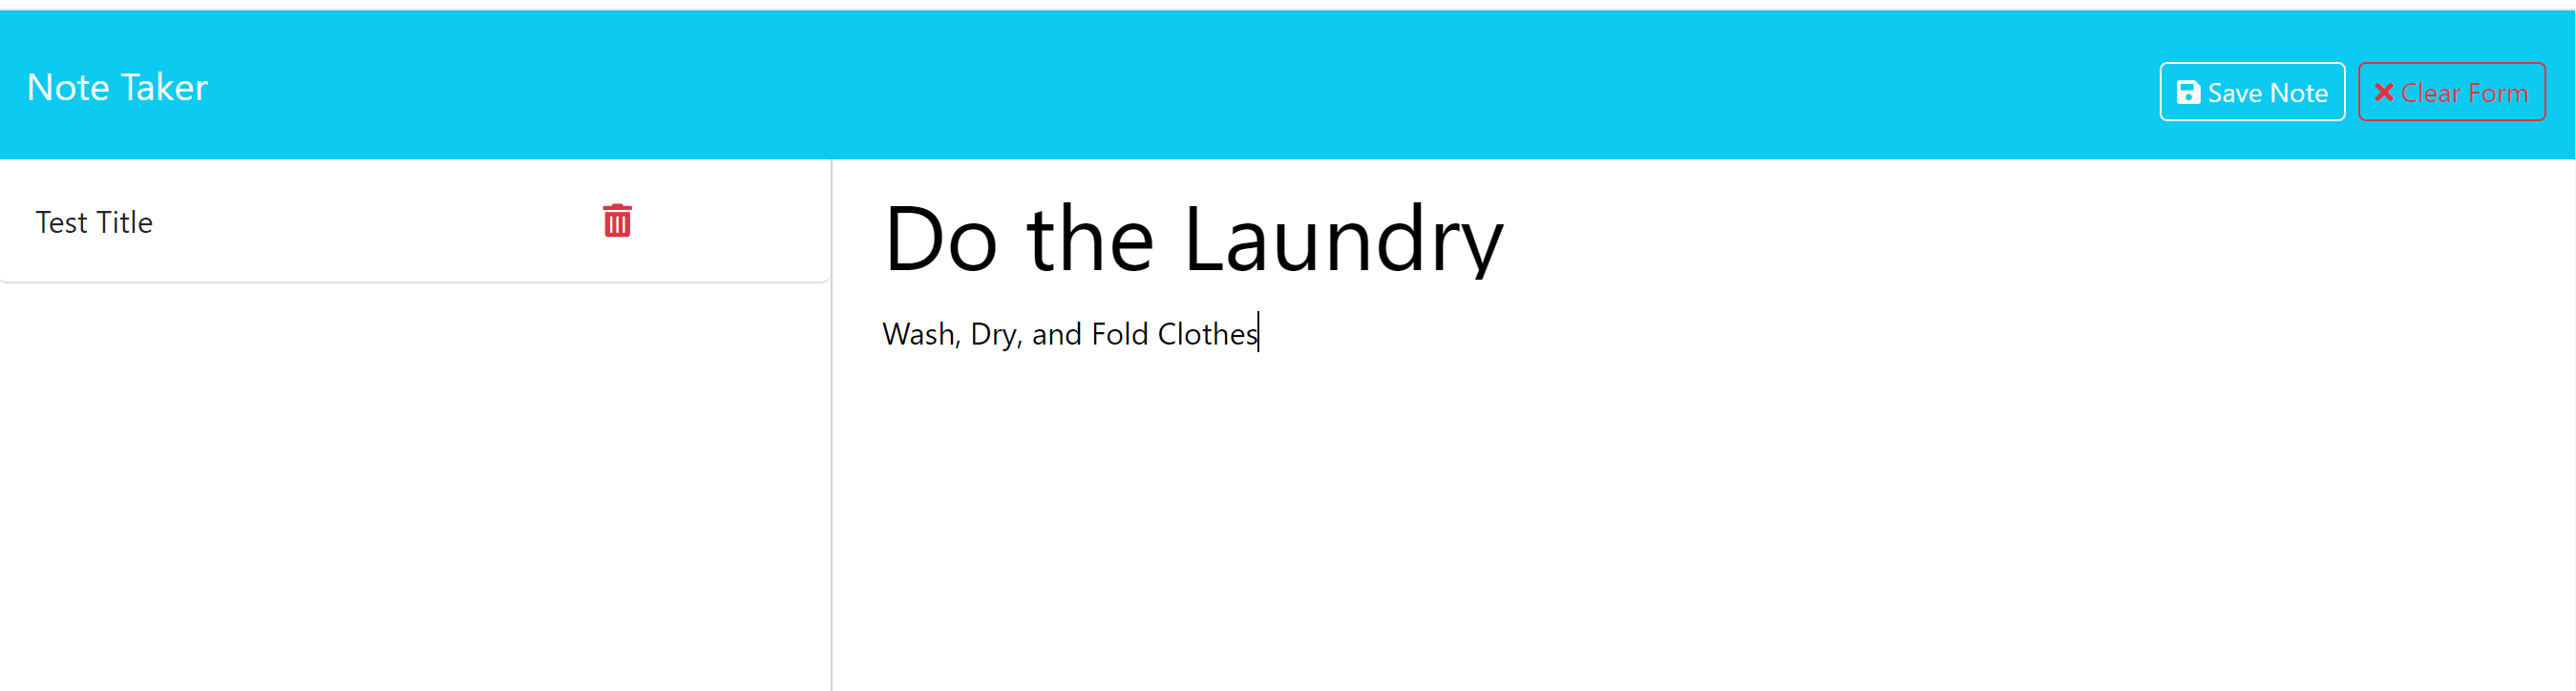 Note Taker
Save Note
Clear Form
Test Title
Do the Laundry
Wash, Dry, and Fold Clothes